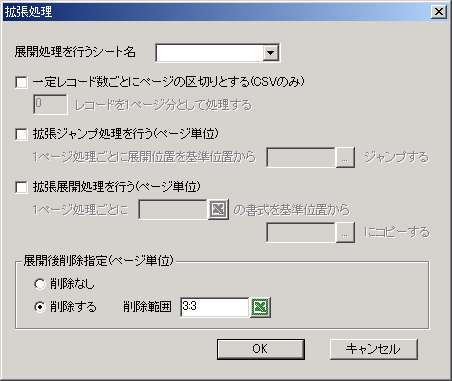 拡張処理
展開処理を行うシート名
一定レコード数ごとにページの区切りとする(CSVのみ)
0 レコードを1ページ分として処理する
拡張ジャンプ処理を行う(ページ単位)
1ページ処理ごとに展開位置を基準位置から ... ジャンプする
拡張展開処理を行う(ページ単位)
1ページ処理ごとに の書式を基準位置から
... にコピーする
展開後削除指定(ページ単位)
削除なし
削除する 削除範囲 3:3
OK キャンセル